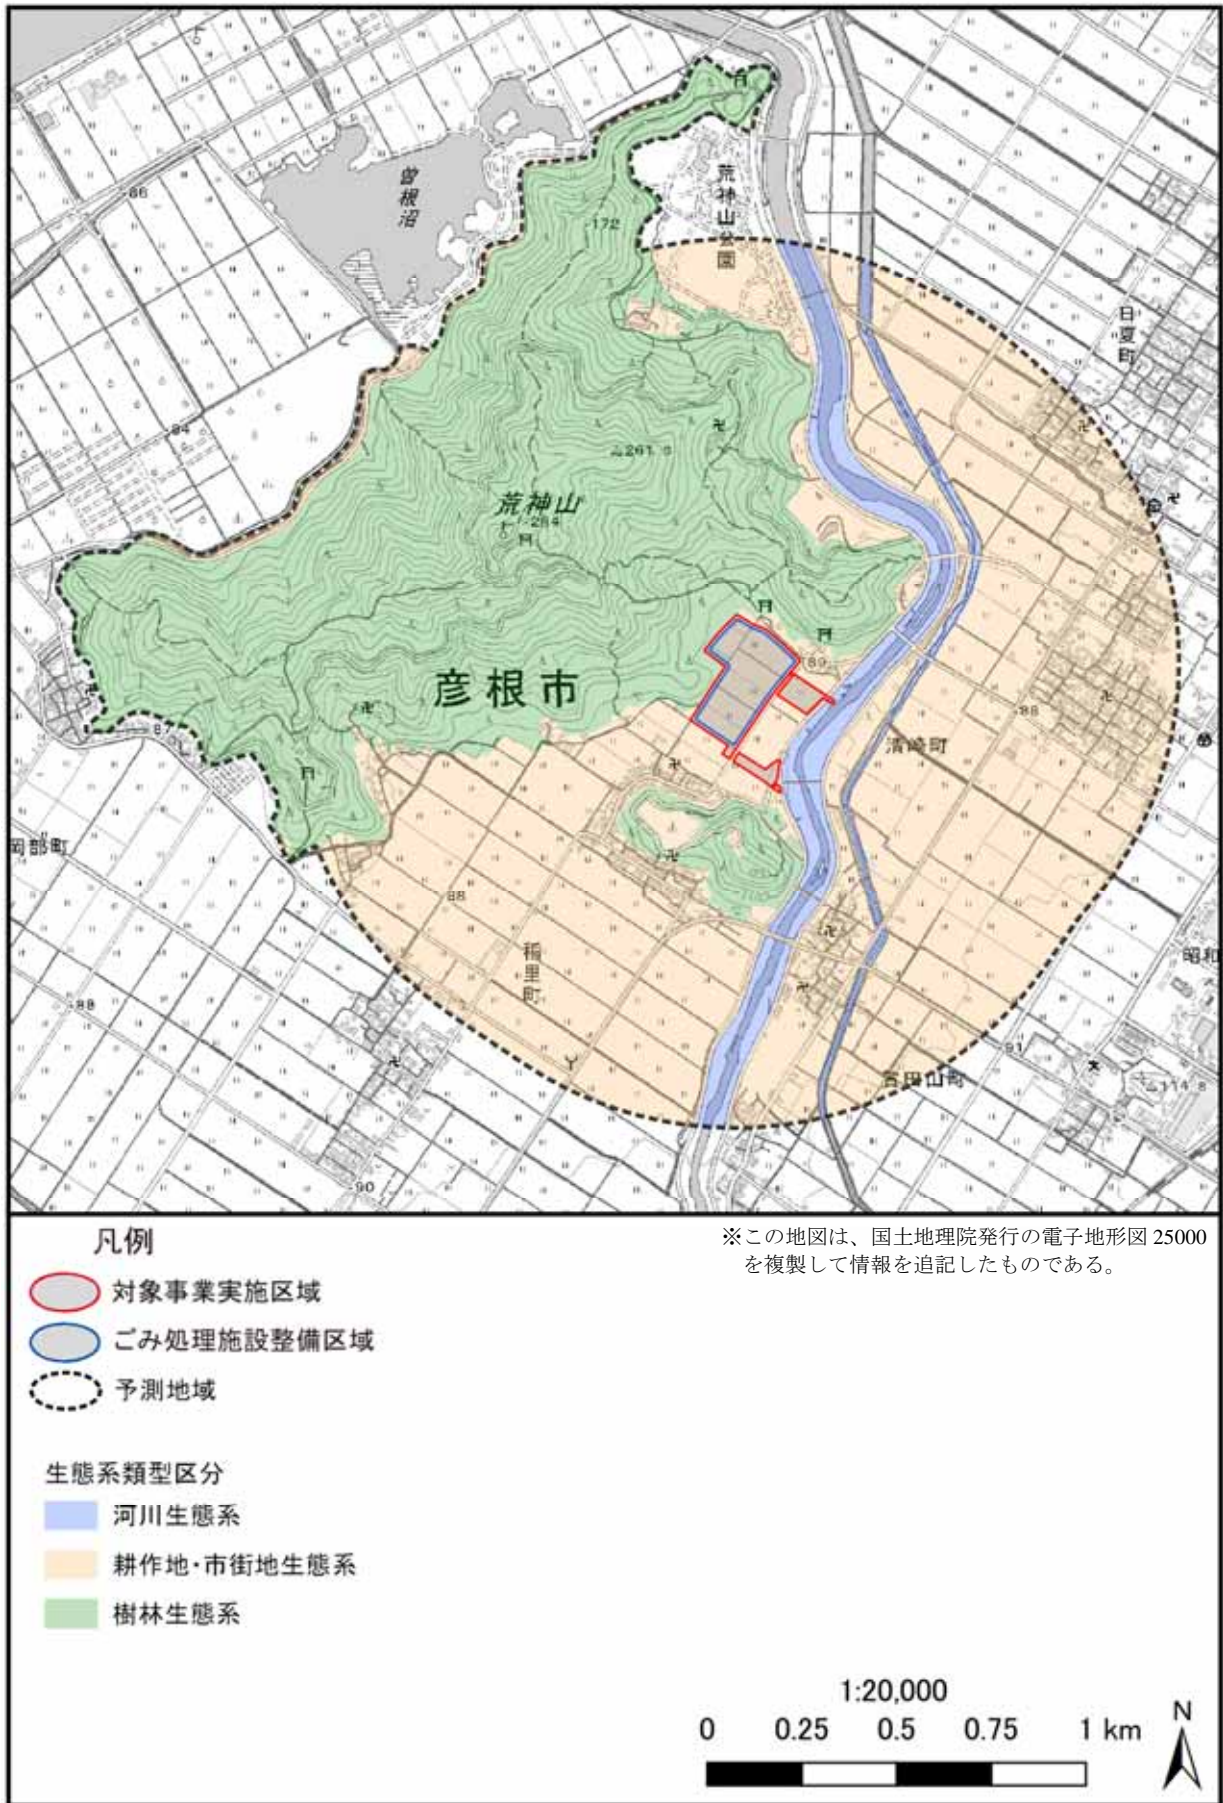 曽根沼
荒神山公園
日夏町
86
172
84
261.0
荒神山
284
彦根市
89
88
清崎町
87
岡部町
88
稲里町
昭和
88
91
宮田山町
114.8
90
凡例
※この地図は、国土地理院発行の電子地形図 25000
を複製して情報を追記したものである。
対象事業実施区域
ごみ処理施設整備区域
予測地域
生態系類型区分
河川生態系
耕作地・市街地生態系
樹林生態系
1:20,000
0 0.25 0.5 0.75 1 km
N